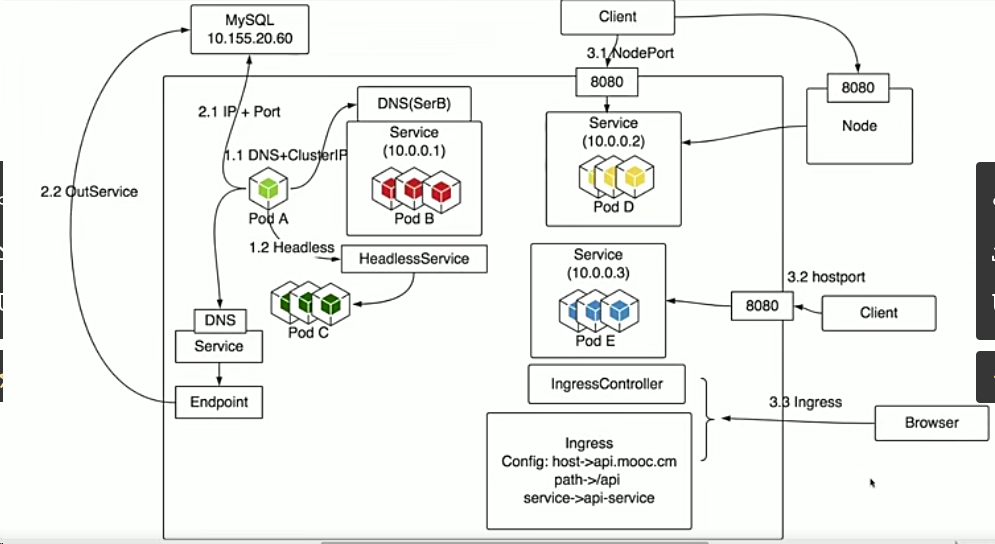 MySQL
10.155.20.60
Client
3.1 NodePort
8080
8080
Node
2.1 IP + Port
DNS(SerB)
Service
(10.0.0.1)
Pod B
1.1 DNS+ClusterIP
Service
(10.0.0.2)
Pod D
2.2 OutService
Pod A
1.2 Headless
HeadlessService
Pod C
Service
(10.0.0.3)
Pod E
3.2 hostport
8080
Client
DNS
Service
Endpoint
IngressController
3.3 Ingress
Browser
Ingress
Config: host->api.mooc.cm
path->/api
service->api-service